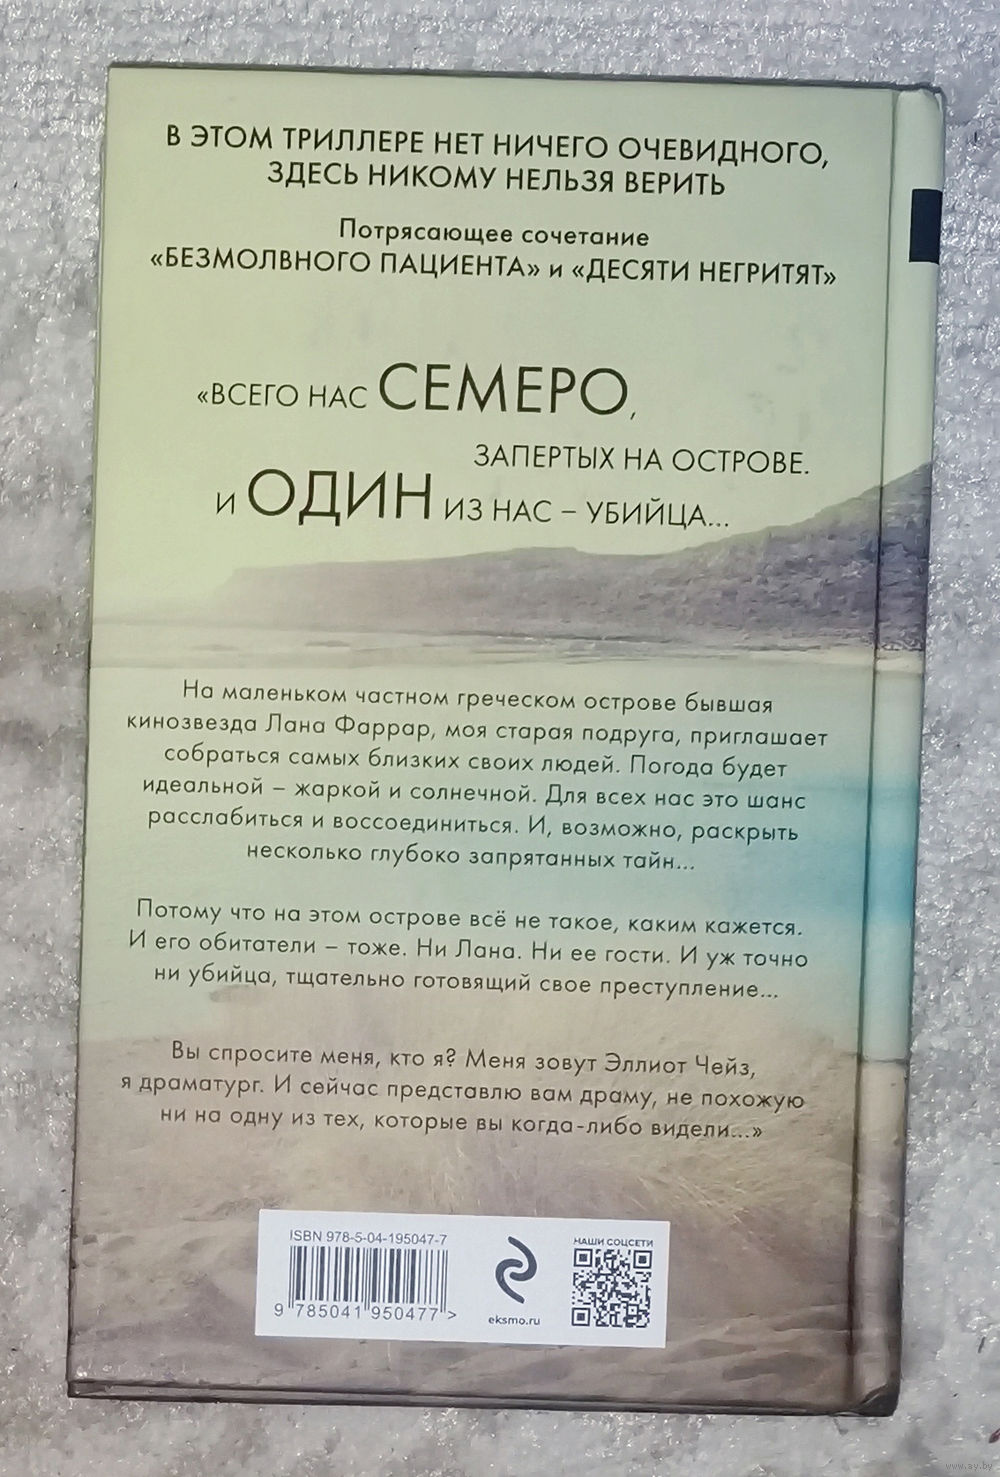 В ЭТОМ ТРИЛЛЕРЕ НЕТ НИЧЕГО ОЧЕВИДНОГО,
ЗДЕСЬ НИКОМУ НЕЛЬЗЯ ВЕРИТЬ
Потрясающее сочетание
«БЕЗМОЛВНОГО ПАЦИЕНТА» и «ДЕСЯТИ НЕГРИТЯТ»
«ВСЕГО НАС СЕМЕРО,
ЗАПЕРТЫХ НА ОСТРОВЕ.
И ОДИН ИЗ НАС – УБИЙЦА...
На маленьком частном греческом острове бывшая
кинозвезда Лана Фаррар, моя старая подруга, приглашает
собраться самых близких своих людей. Погода будет
идеальной – жаркой и солнечной. Для всех нас это шанс
расслабиться и воссоединиться. И, возможно, раскрыть
несколько глубоко запрятанных тайн...
Потому что на этом острове всё не такое, каким кажется.
И его обитатели – тоже. Ни Лана. Ни ее гости. И уж точно
ни убийца, тщательно готовящий свое преступление...
Вы спросите меня, кто я? Меня зовут Эллиот Чейз,
я драматург. И сейчас представлю вам драму, не похожую
ни на одну из тех, которые вы когда-либо видели...»
ISBN 978-5-04-195047-7
9 785041 950477 >
eksmo.ru
НАШИ СОЦСЕТИ
www.ay.by